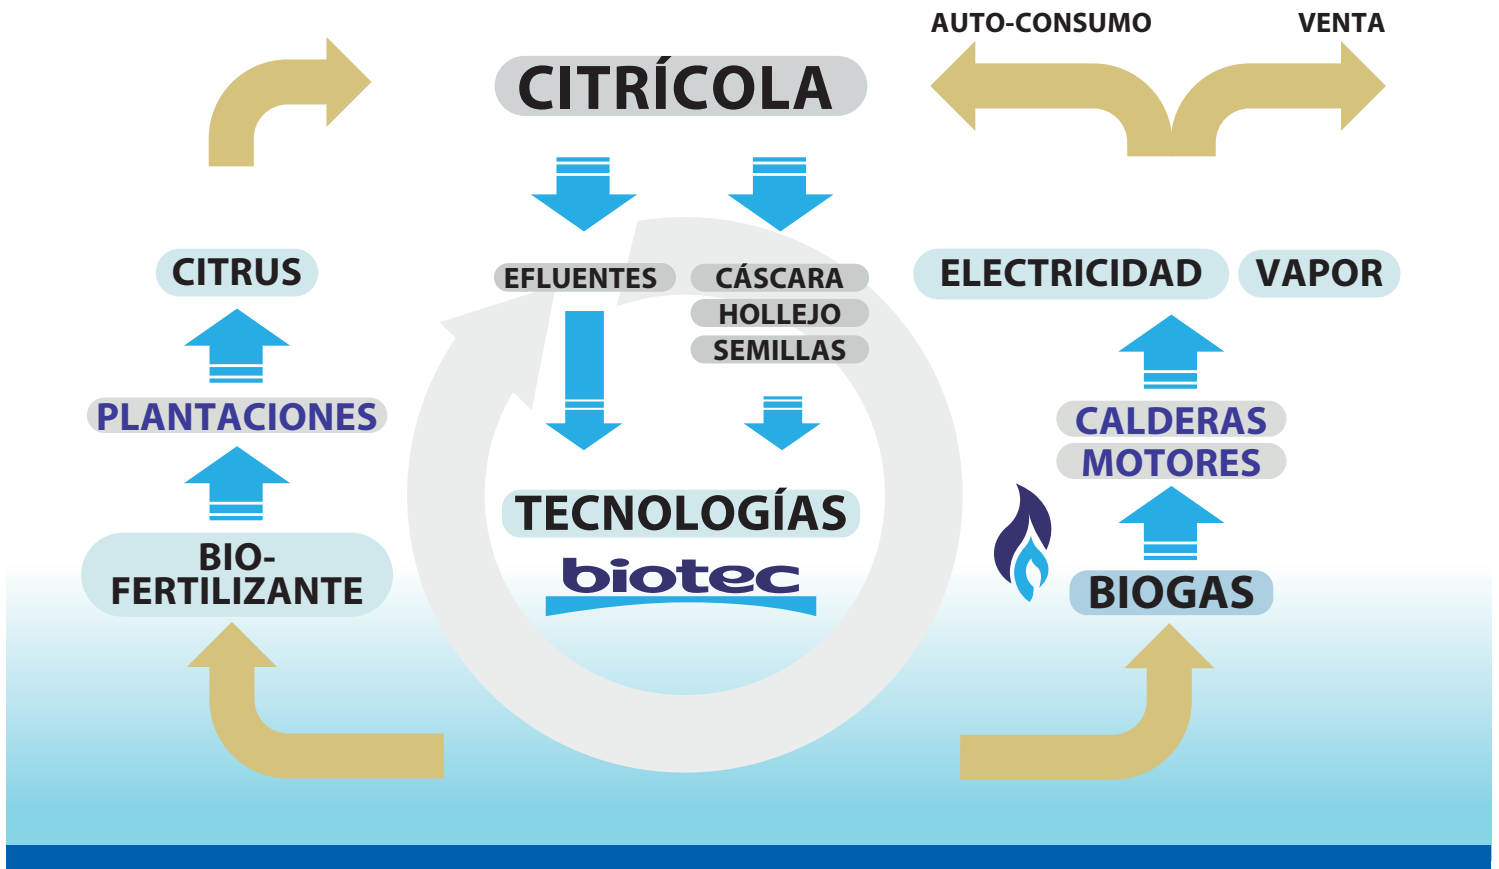 AUTO-CONSUMO
VENTA
CITRÍCOLA
CITRUS
EFLUENTES
CÁSCARA
HOLLEJO
SEMILLAS
ELECTRICIDAD
VAPOR
PLANTACIONES
CALDERAS
MOTORES
TECNOLOGÍAS
biotec
BIO-
FERTILIZANTE
BIOGAS